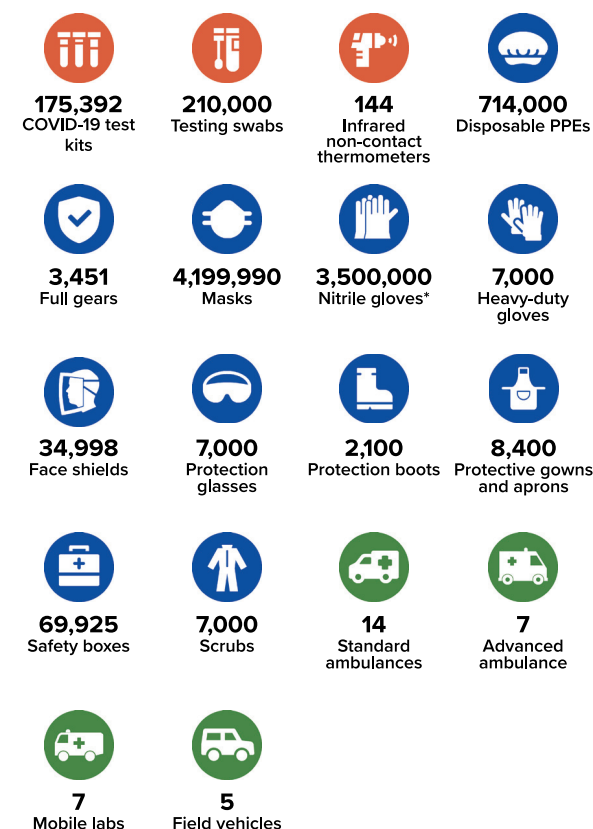 175,392
COVID-19 test
kits
210,000
Testing swabs
144
Infrared
non-contact
thermometers
714,000
Disposable PPEs
3,451
Full gears
4,199,990
Masks
3,500,000
Nitrile gloves*
7,000
Heavy-duty
gloves
34,998
Face shields
7,000
Protection
glasses
2,100
Protection boots
8,400
Protective gowns
and aprons
69,925
Safety boxes
7,000
Scrubs
14
Standard
ambulances
7
Advanced
ambulance
7
Mobile labs
5
Field vehicles